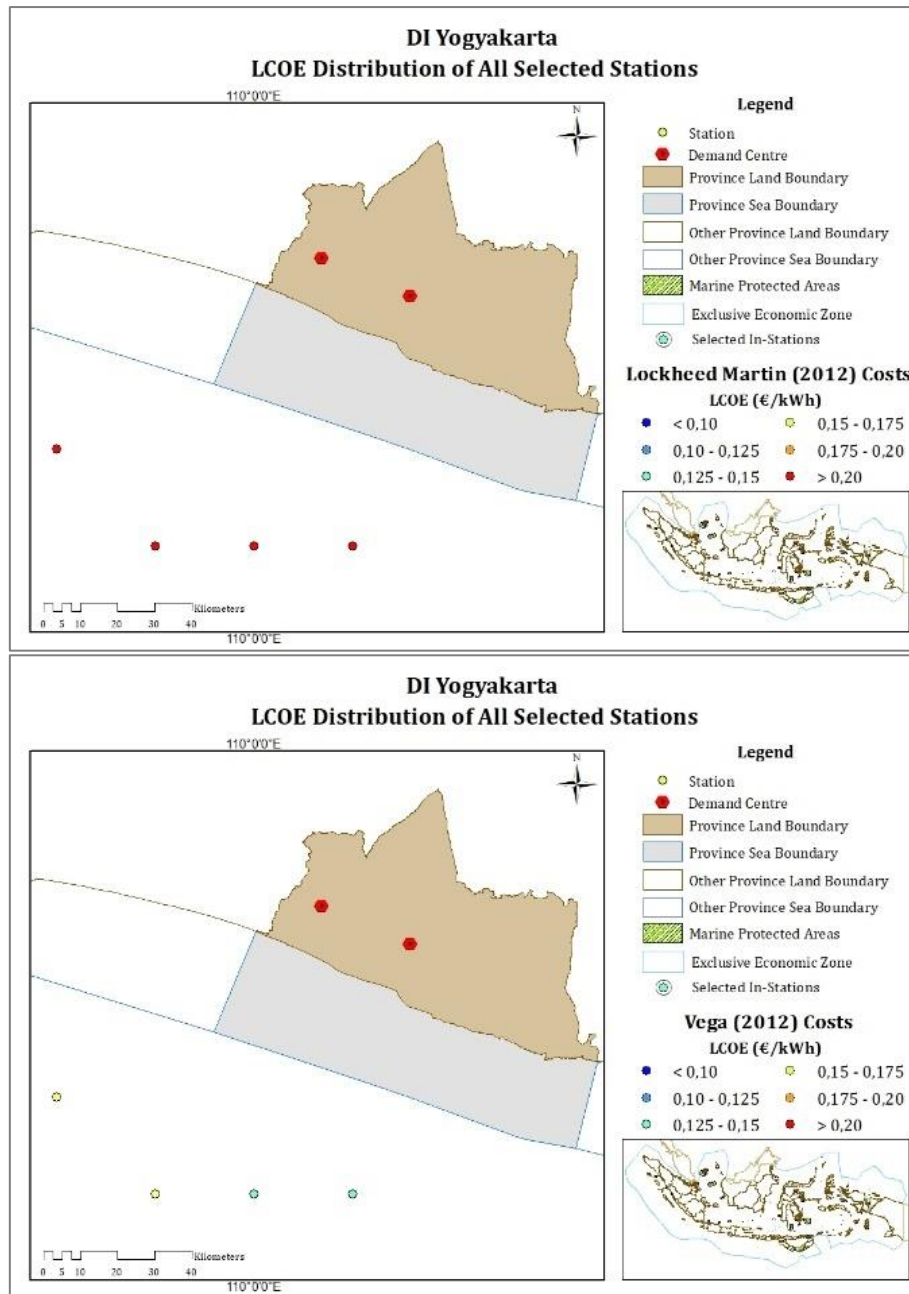 DI Yogyakarta
LCOE Distribution of All Selected Stations
110°0'0"E
N
Legend
Station
Demand Centre
Province Land Boundary
Province Sea Boundary
Other Province Land Boundary
Other Province Sea Boundary
Marine Protected Areas
Exclusive Economic Zone
Selected In-Stations
Lockheed Martin (2012) Costs
LCOE (€/kWh)
< 0,10 0,15 - 0,175
0,10 - 0,125 0,175 - 0,20
0,125 - 0,15 > 0,20
Kilometers
0 5 10 20 30 40
110°0'0"E
DI Yogyakarta
LCOE Distribution of All Selected Stations
110°0'0"E
N
Legend
Station
Demand Centre
Province Land Boundary
Province Sea Boundary
Other Province Land Boundary
Other Province Sea Boundary
Marine Protected Areas
Exclusive Economic Zone
Selected In-Stations
Vega (2012) Costs
LCOE (€/kWh)
< 0,10 0,15 - 0,175
0,10 - 0,125 0,175 - 0,20
0,125 - 0,15 > 0,20
Kilometers
0 5 10 20 30 40
110°0'0"E